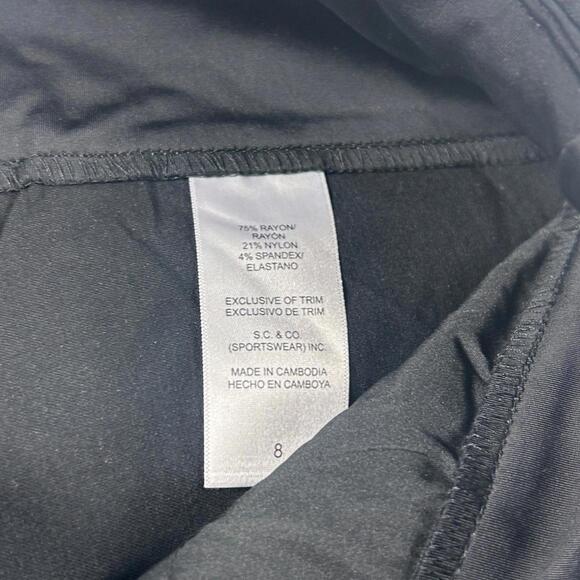 75% RAYON/
RAYON
21% NYLON
4% SPANDEX/
ELASTANO
EXCLUSIVE OF TRIM
EXCLUSIVO DE TRIM
S.C. & CO.
(SPORTSWEAR) INC.
MADE IN CAMBODIA
HECHO EN CAMBOYA
8